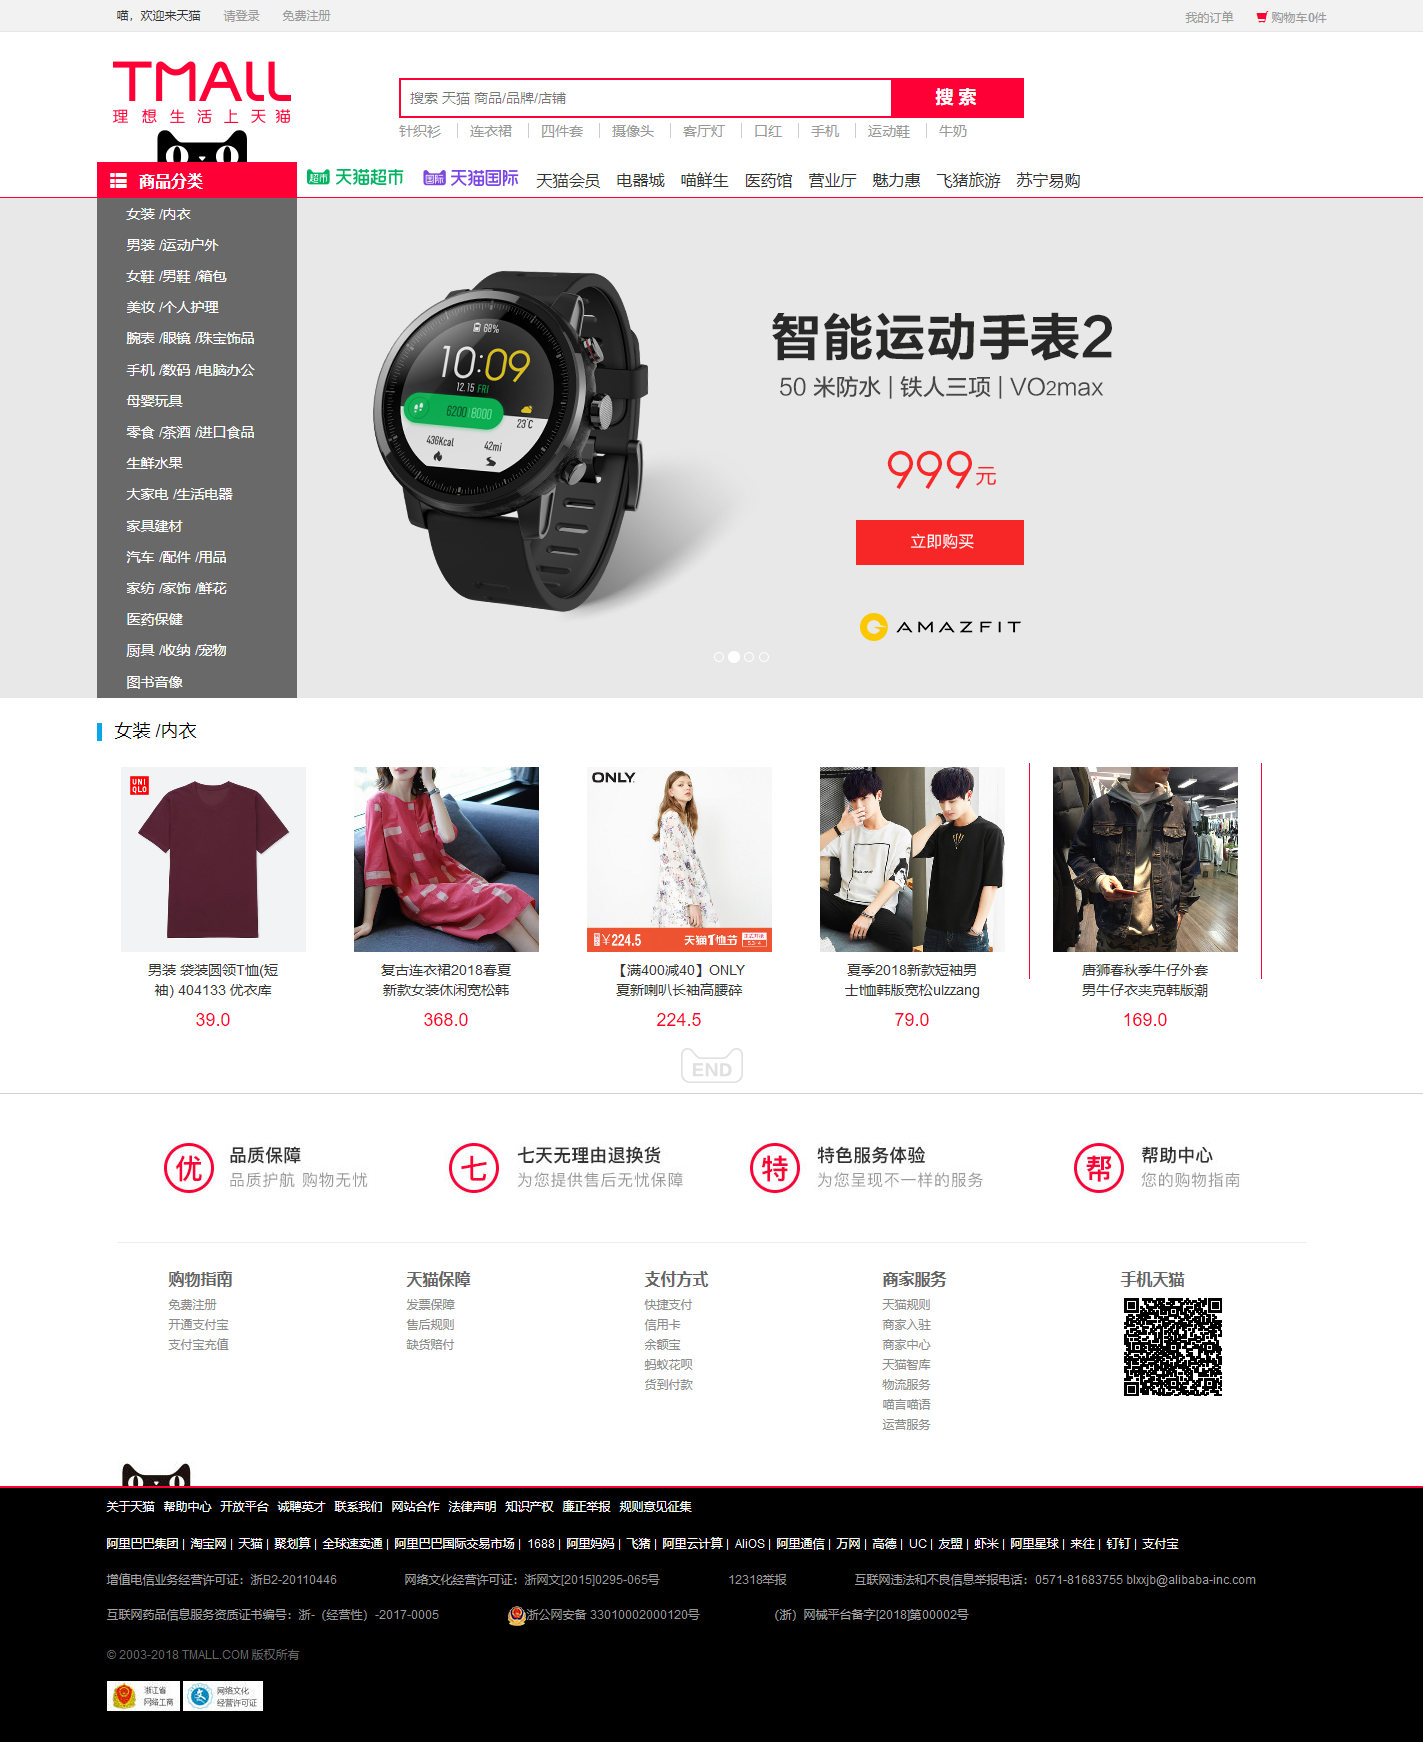 喵，欢迎来天猫 请登录 免费注册 我的订单 购物车0件
TMALL
理想生活上天猫
搜索 天猫 商品/品牌/店铺 搜 索
针织衫 连衣裙 四件套 摄像头 客厅灯 口红 手机 运动鞋 牛奶
商品分类 超市 天猫超市 国际 天猫国际 天猫会员 电器城 喵鲜生 医药馆 营业厅 魅力惠 飞猪旅游 苏宁易购
女装 /内衣
男装 /运动户外
女鞋 /男鞋 /箱包
美妆 /个人护理
腕表 /眼镜 /珠宝饰品
手机 /数码 /电脑办公
母婴玩具
零食 /茶酒 /进口食品
生鲜水果
大家电 /生活电器
家具建材
汽车 /配件 /用品
家纺 /家饰 /鲜花
医药保健
厨具 /收纳 /宠物
图书音像
68%
10:09
12.15 FRI
6200/8000
23°C
436Kcal
42mi
智能运动手表2
50 米防水 | 铁人三项 | VO2max
999元
立即购买
AMAZFIT
女装 /内衣
UNIQLO
ONLY
¥224.5 天猫T恤节
男装 袋装圆领T恤(短
袖) 404133 优衣库
39.0
复古连衣裙2018春夏
新款女装休闲宽松韩
368.0
【满400减40】ONLY
夏新喇叭长袖高腰碎
224.5
夏季2018新款短袖男
士t恤韩版宽松ulzzang
79.0
唐狮春秋季牛仔外套
男牛仔衣夹克韩版潮
169.0
END
优 品质保障
品质护航 购物无忧
七 七天无理由退换货
为您提供售后无忧保障
特 特色服务体验
为您呈现不一样的服务
帮 帮助中心
您的购物指南
购物指南
免费注册
开通支付宝
支付宝充值
天猫保障
发票保障
售后规则
缺货赔付
支付方式
快捷支付
信用卡
余额宝
蚂蚁花呗
货到付款
商家服务
天猫规则
商家入驻
商家中心
天猫智库
物流服务
喵言喵语
运营服务
手机天猫
关于天猫 帮助中心 开放平台 诚聘英才 联系我们 网站合作 法律声明 知识产权 廉正举报 规则意见征集
阿里巴巴集团 | 淘宝网 | 天猫 | 聚划算 | 全球速卖通 | 阿里巴巴国际交易市场 | 1688 | 阿里妈妈 | 飞猪 | 阿里云计算 | AliOS | 阿里通信 | 万网 | 高德 | UC | 友盟 | 虾米 | 阿里星球 | 来往 | 钉钉 | 支付宝
增值电信业务经营许可证：浙B2-20110446 网络文化经营许可证：浙网文[2015]0295-065号 12318举报 互联网违法和不良信息举报电话：0571-81683755 blxxjb@alibaba-inc.com
互联网药品信息服务资质证书编号：浙-（经营性）-2017-0005 浙公网安备 33010002000120号 （浙）网械平台备字[2018]第00002号
© 2003-2018 TMALL.COM 版权所有
浙江省
网络工商
网络文化
经营许可证